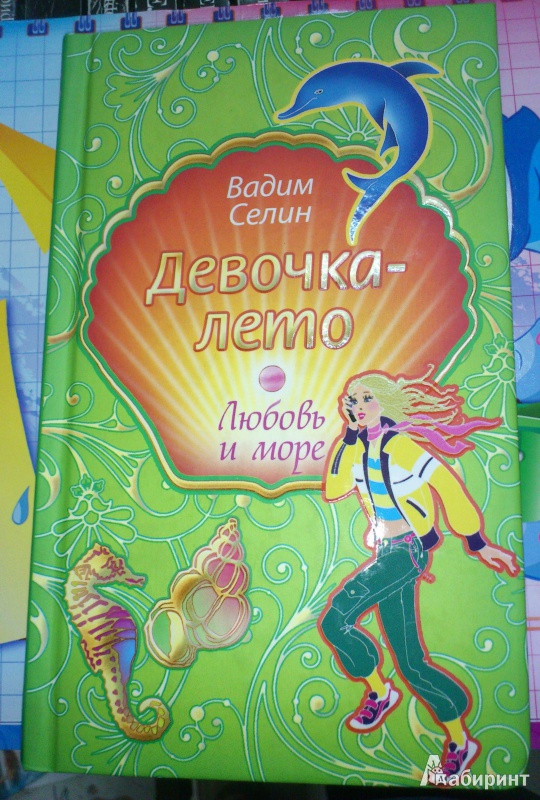 Вадим
Селин
Девочка-
лето
Любовь
и море
Лабиринт